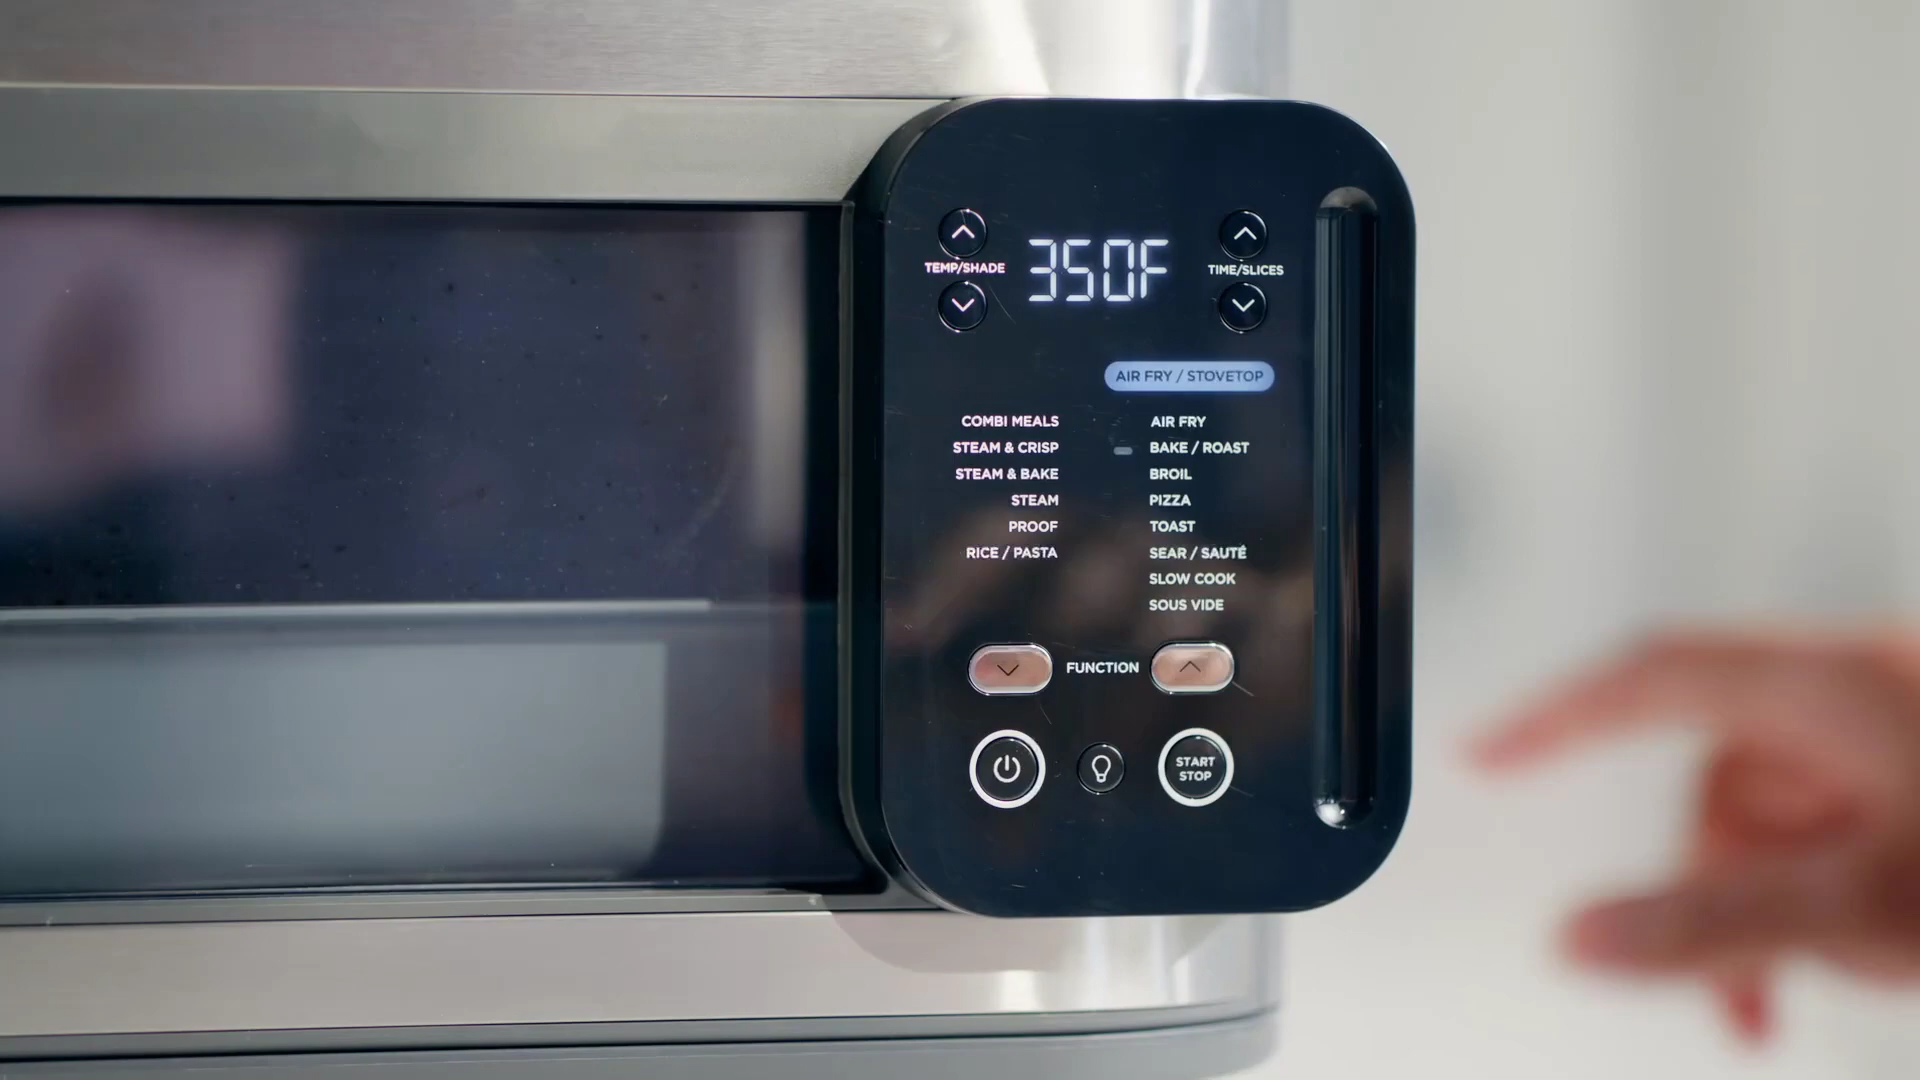 TEMP/SHADE
350F
TIME/SLICES
AIR FRY / STOVETOP
COMBI MEALS
STEAM & CRISP
STEAM & BAKE
STEAM
PROOF
RICE / PASTA
AIR FRY
BAKE / ROAST
BROIL
PIZZA
TOAST
SEAR / SAUTÉ
SLOW COOK
SOUS VIDE
FUNCTION
START
STOP